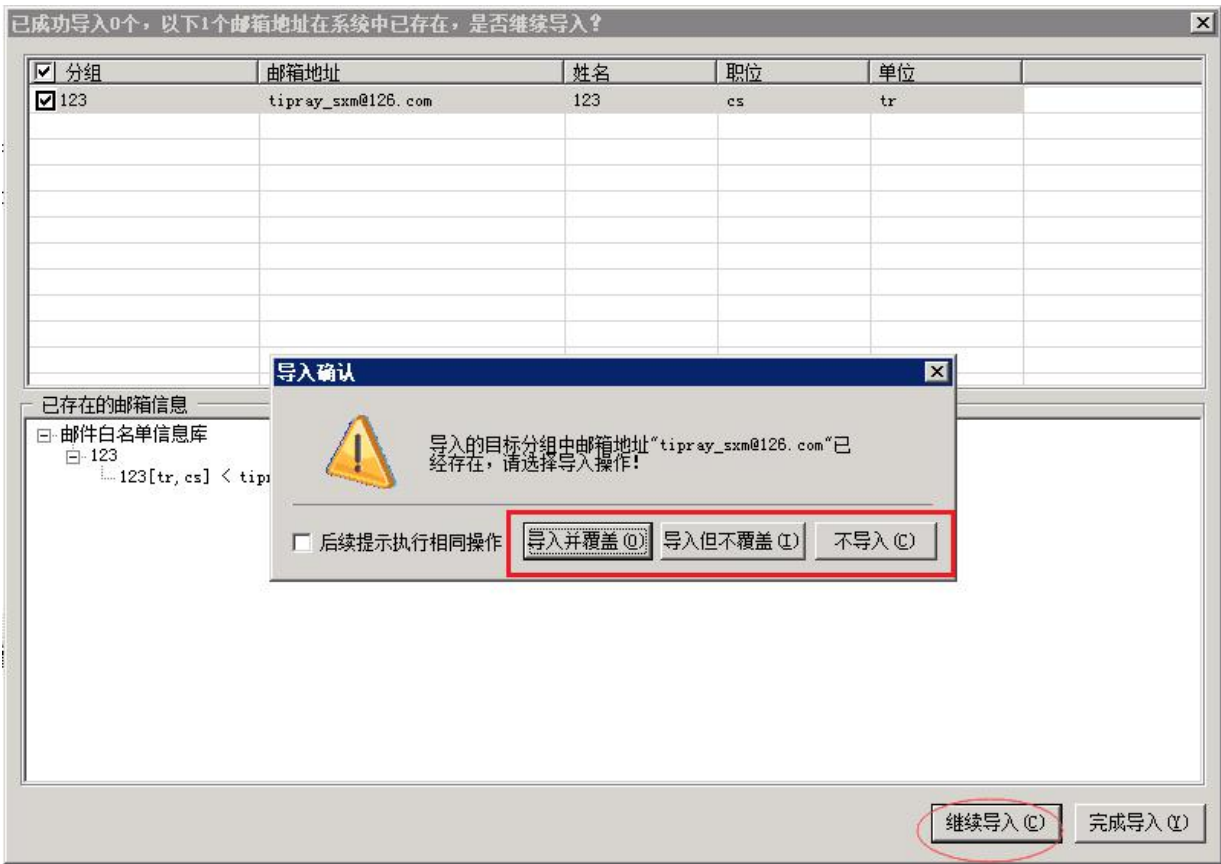 已成功导入0个，以下1个邮箱地址在系统中已存在，是否继续导入？
分组 邮箱地址 姓名 职位 单位
123 tipray_sxm@126.com 123 cs tr
导入确认
已存在的邮箱信息
邮件白名单信息库
123
123[tr,cs] < tip
导入的目标分组中邮箱地址"tipray_sxm@126.com"已
经存在，请选择导入操作！
后续提示执行相同操作 导入并覆盖(O) 导入但不覆盖(I) 不导入(C)
继续导入(C) 完成导入(Y)